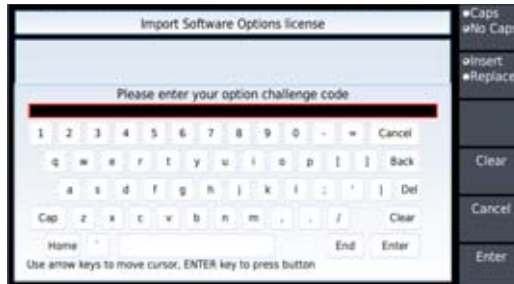 Import Software Options license
Caps
No Caps
Insert
Replace
Please enter your option challenge code
1 2 3 4 5 6 7 8 9 0 - = Cancel
q w e r t y u i o p [ ] Back
Clear
a s d f g h j k l ; ' ] Del
Cap z x c v b n m , . / Clear
Cancel
Home ` End Enter
Enter
Use arrow keys to move cursor, ENTER key to press button